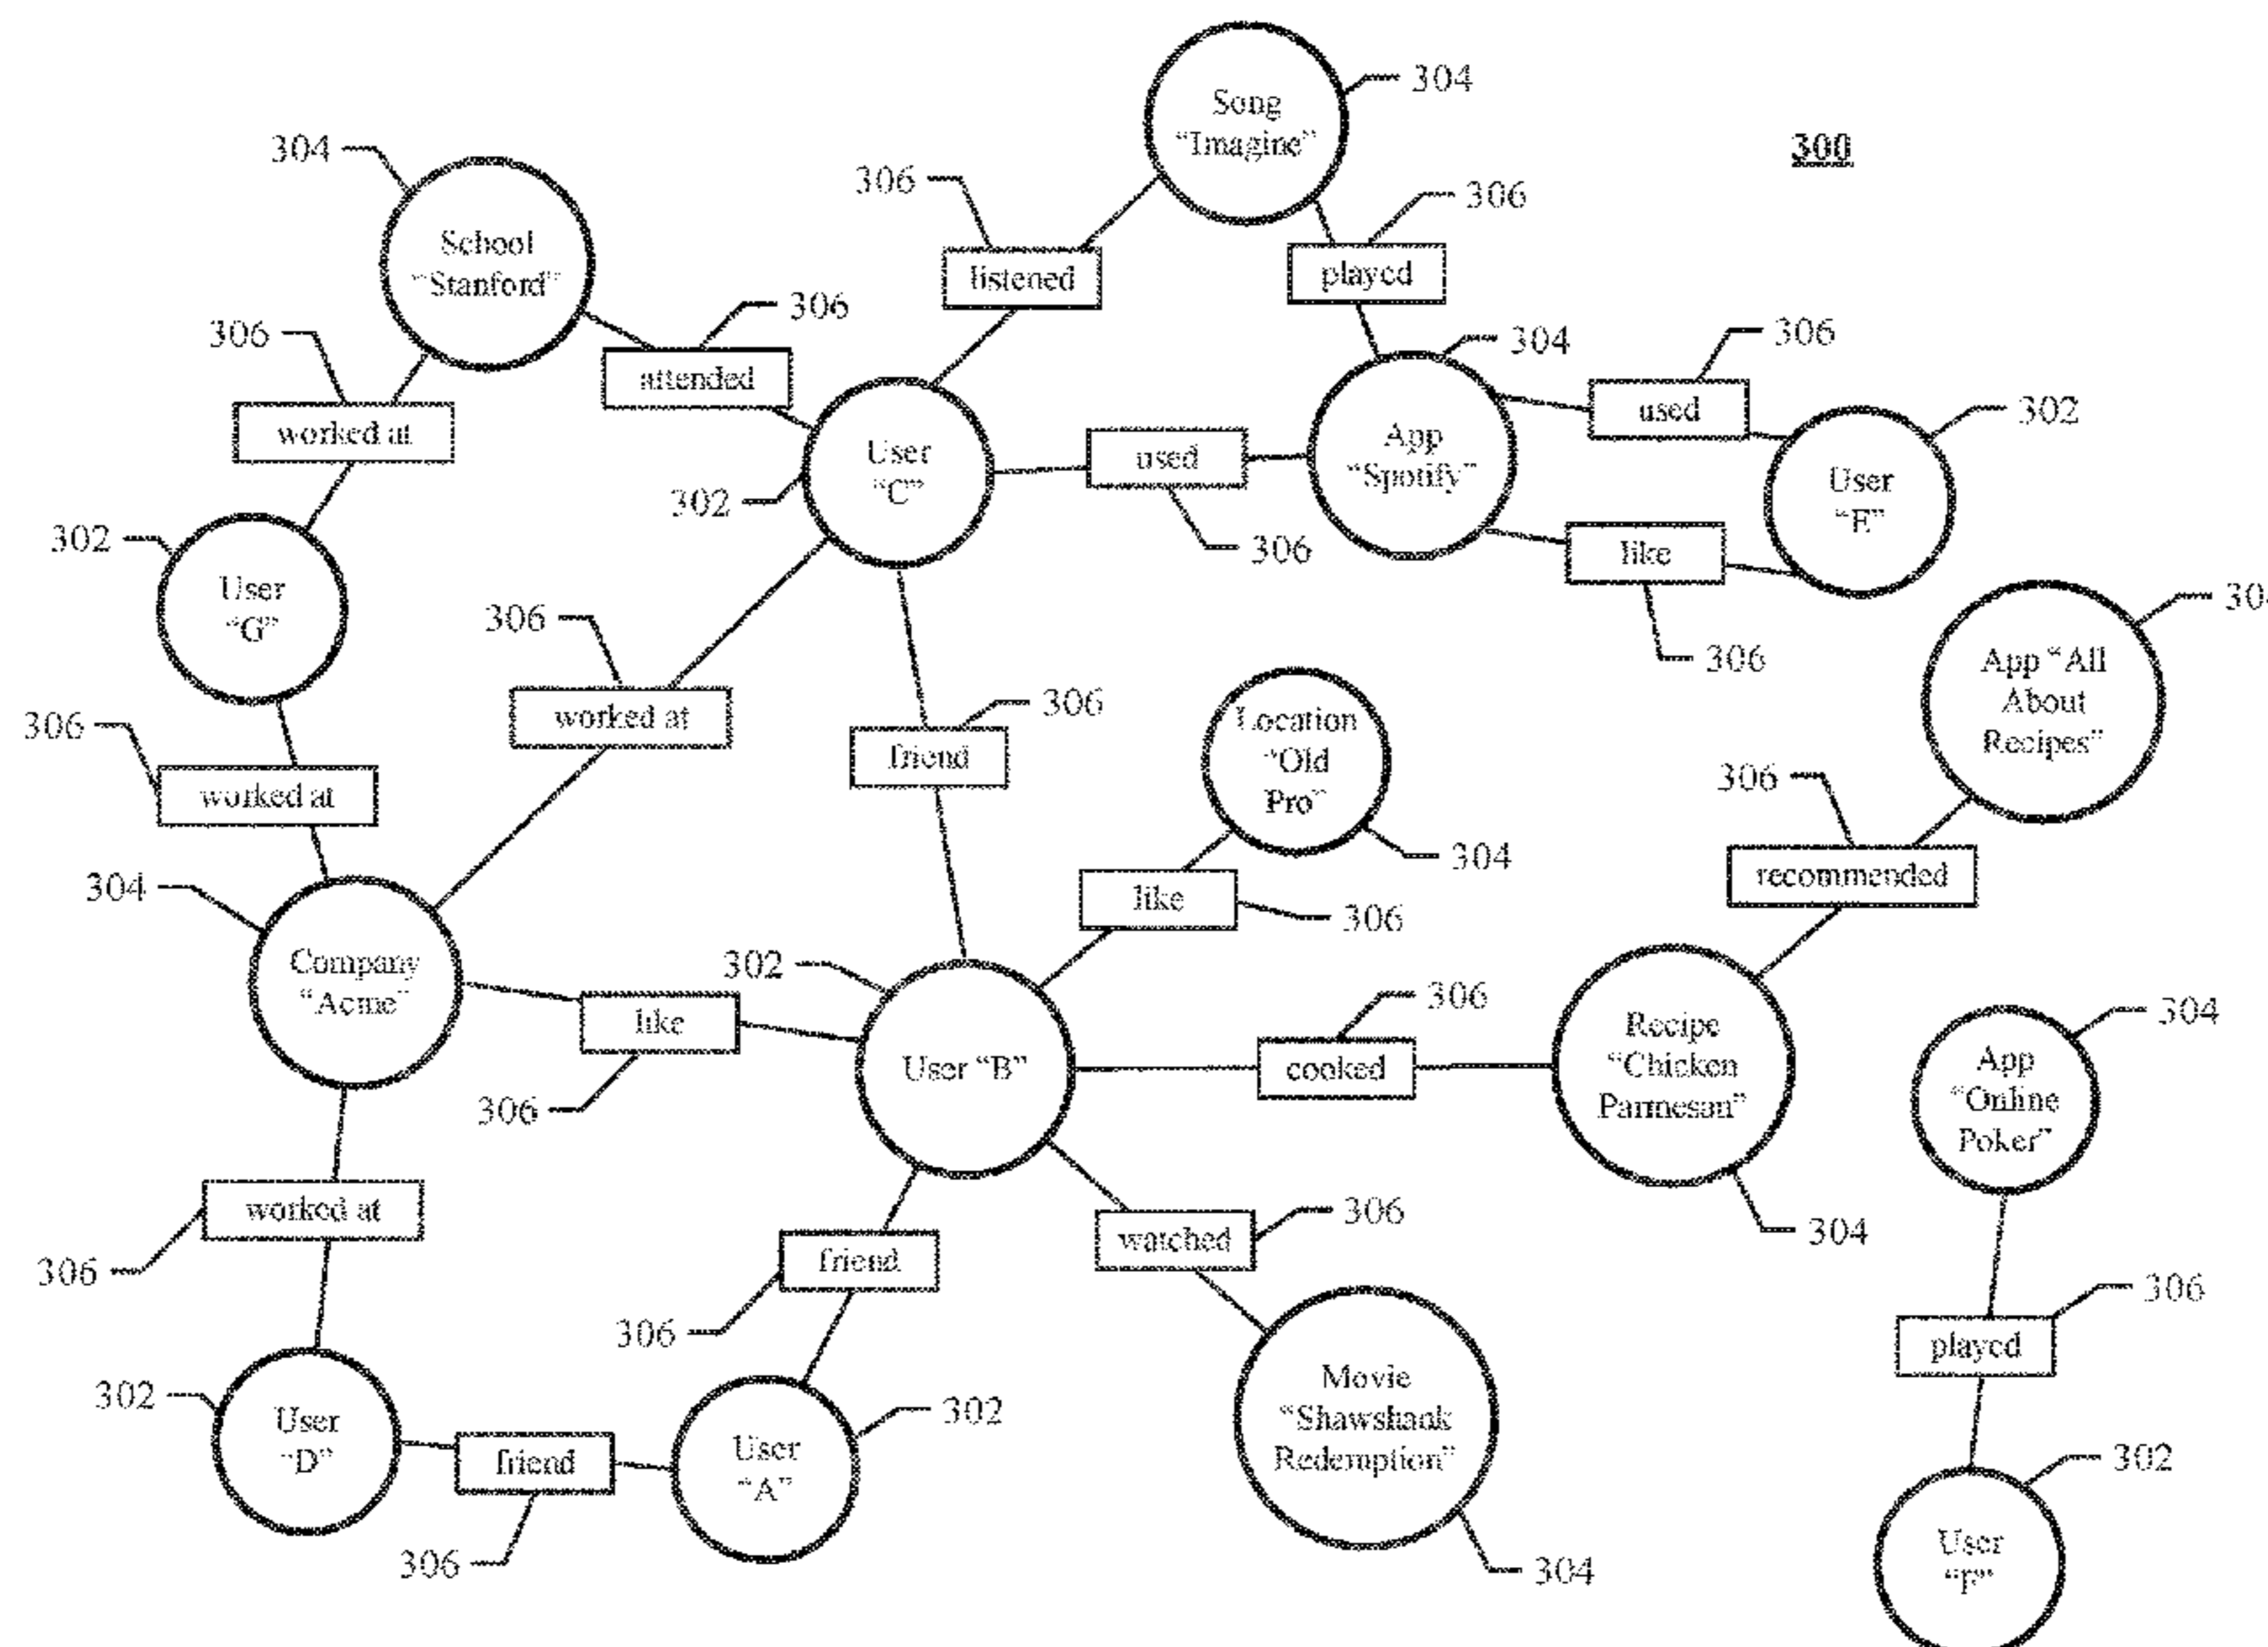 304
Song
“Imagine”
304
300
306
306
School
“Stanford”
listened
played
306
306
304
306
302
worked at
attended
User
“C”
302
used
306
App
“Spotify”
used
User
“E”
like
306
302
User
“G”
306
306
worked at
worked at
306
friend
Location
“Old
Pro”
304
App “All
About
Recipes”
306
recommended
304
Company
“Acme”
like
306
302
User “B”
like
306
306
cooked
Recipe
“Chicken
Parmesan”
304
App
“Online
Poker”
304
worked at
306
friend
306
watched
306
played
306
302
User
“D”
friend
306
User
“A”
302
Movie
“Shawshank
Redemption”
304
302
User
“F”